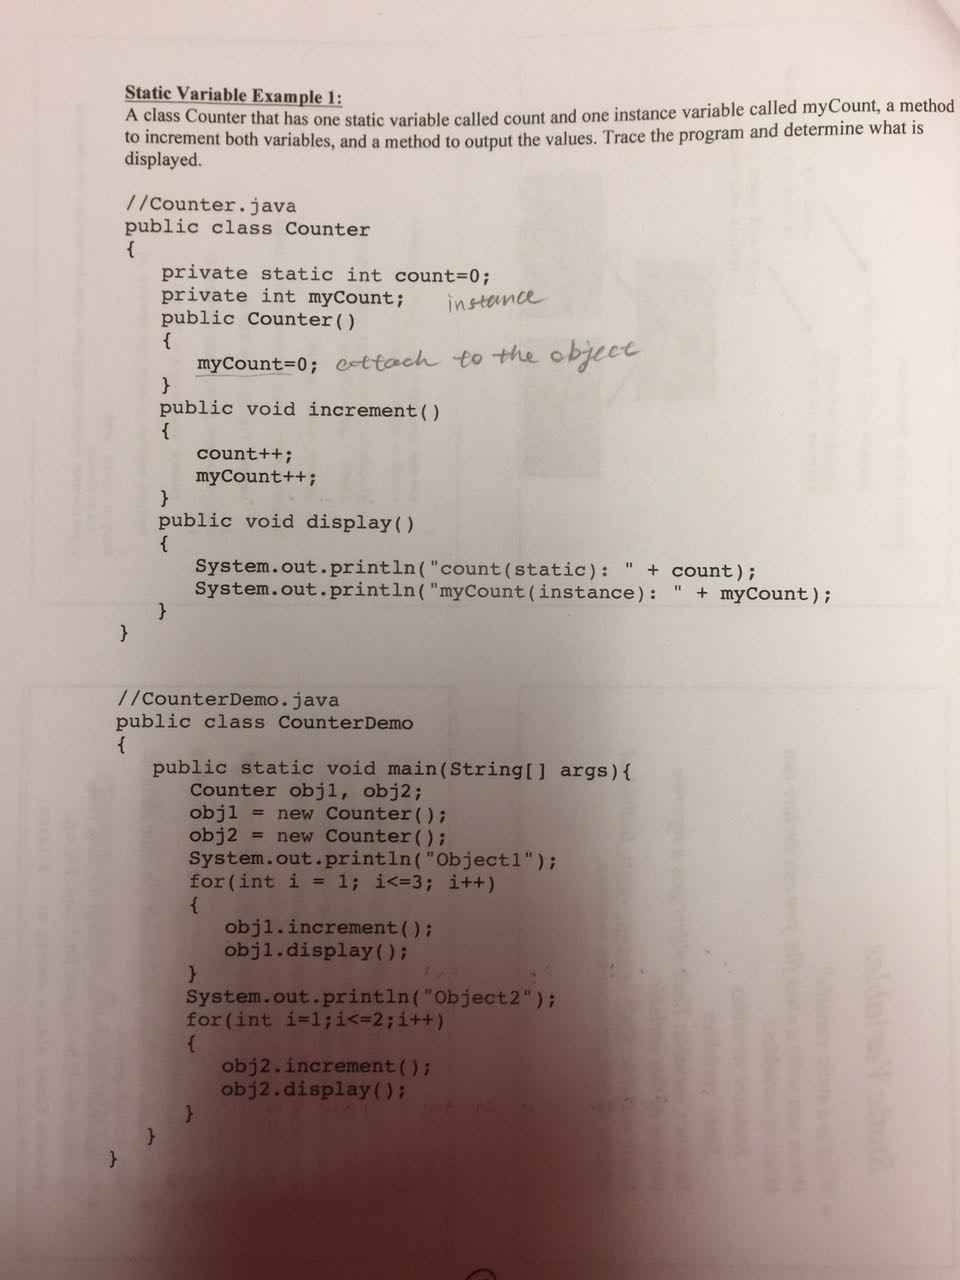 Static Variable Example 1:
A class Counter that has one static variable called count and one instance variable called myCount, a method
to increment both variables, and a method to output the values. Trace the program and determine what is
displayed.
//Counter.java
public class Counter
{
private static int count=0;
private int myCount; instance
public Counter()
{
myCount=0; attach to the object
}
public void increment()
{
count++;
myCount++;
}
public void display()
{
System.out.println("count(static): " + count);
System.out.println("myCount(instance): " + myCount);
}
}
//CounterDemo.java
public class CounterDemo
{
public static void main(String[] args){
Counter obj1, obj2;
obj1 = new Counter();
obj2 = new Counter();
System.out.println("Object1");
for(int i = 1; i<=3; i++)
{
obj1.increment();
obj1.display();
}
System.out.println("Object2");
for(int i=1;i<=2;i++)
{
obj2.increment();
obj2.display();
}
}
}